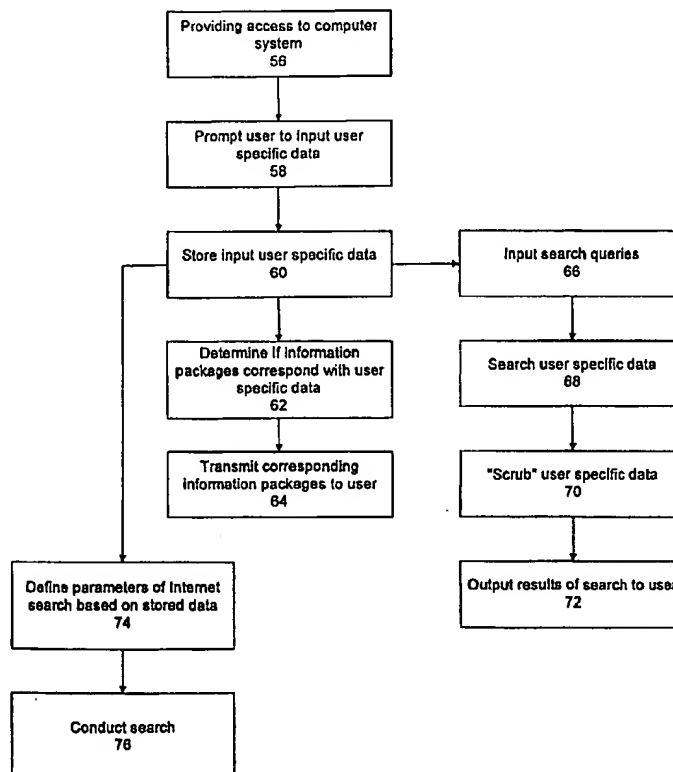 Providing access to computer
system
56
Prompt user to input user
specific data
58
Store input user specific data
60
Input search queries
66
Determine if information
packages correspond with user
specific data
62
Search user specific data
68
Transmit corresponding
information packages to user
64
"Scrub" user specific data
70
Define parameters of Internet
search based on stored data
74
Output results of search to user
72
Conduct search
76